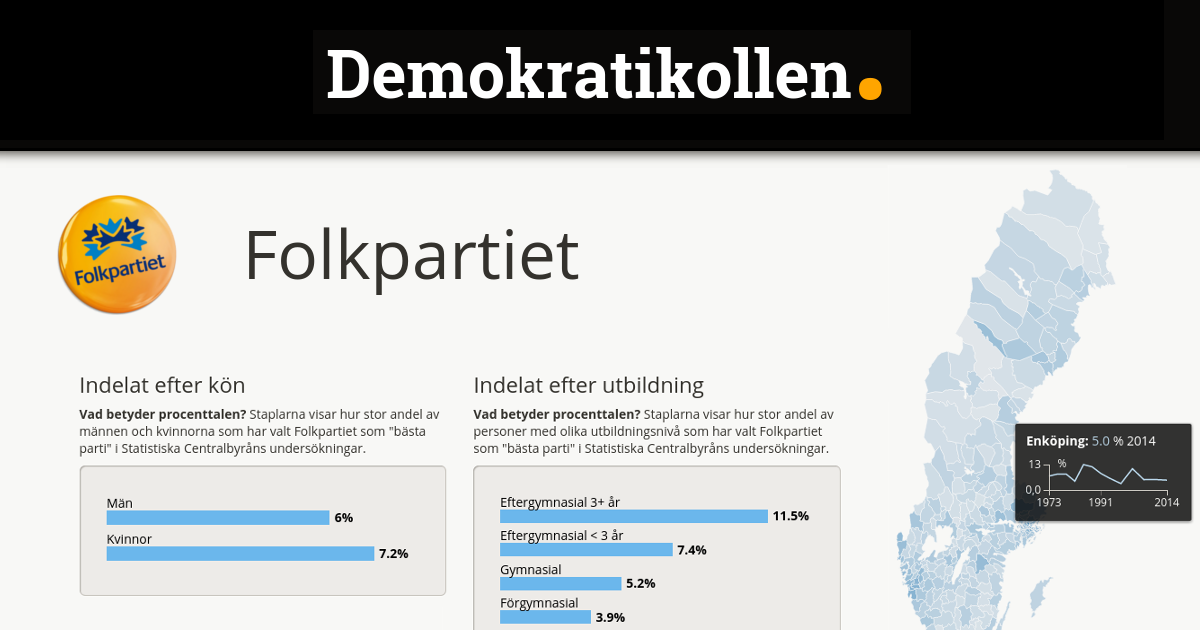 Demokratikollen.
Folkpartiet
Folkpartiet
Indelat efter kön
Vad betyder procenttalen? Staplarna visar hur stor andel av
männen och kvinnorna som har valt Folkpartiet som "bästa
parti" i Statistiska Centralbyråns undersökningar.
Män
6%
Kvinnor
7.2%
Indelat efter utbildning
Vad betyder procenttalen? Staplarna visar hur stor andel av
personer med olika utbildningsnivå som har valt Folkpartiet
som "bästa parti" i Statistiska Centralbyråns undersökningar.
Eftergymnasial 3+ år
11.5%
Eftergymnasial < 3 år
7.4%
Gymnasial
5.2%
Förgymnasial
3.9%
Enköping: 5.0 % 2014
13 %
0,0
1973 1991 2014